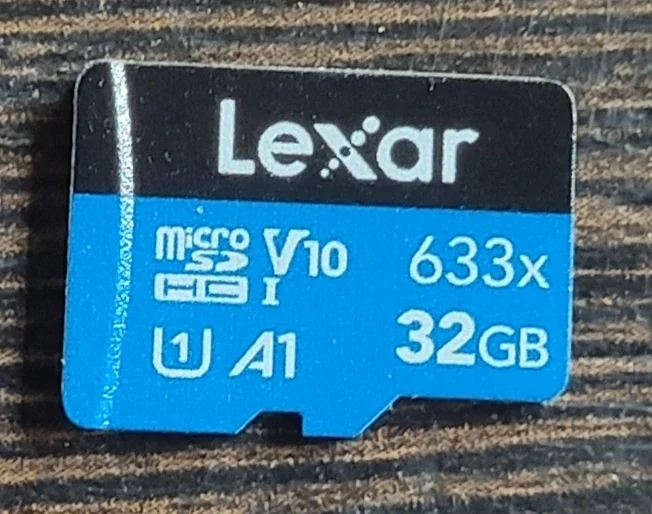 Lexar
micro SD HC I V10 633x
U1 A1 32GB